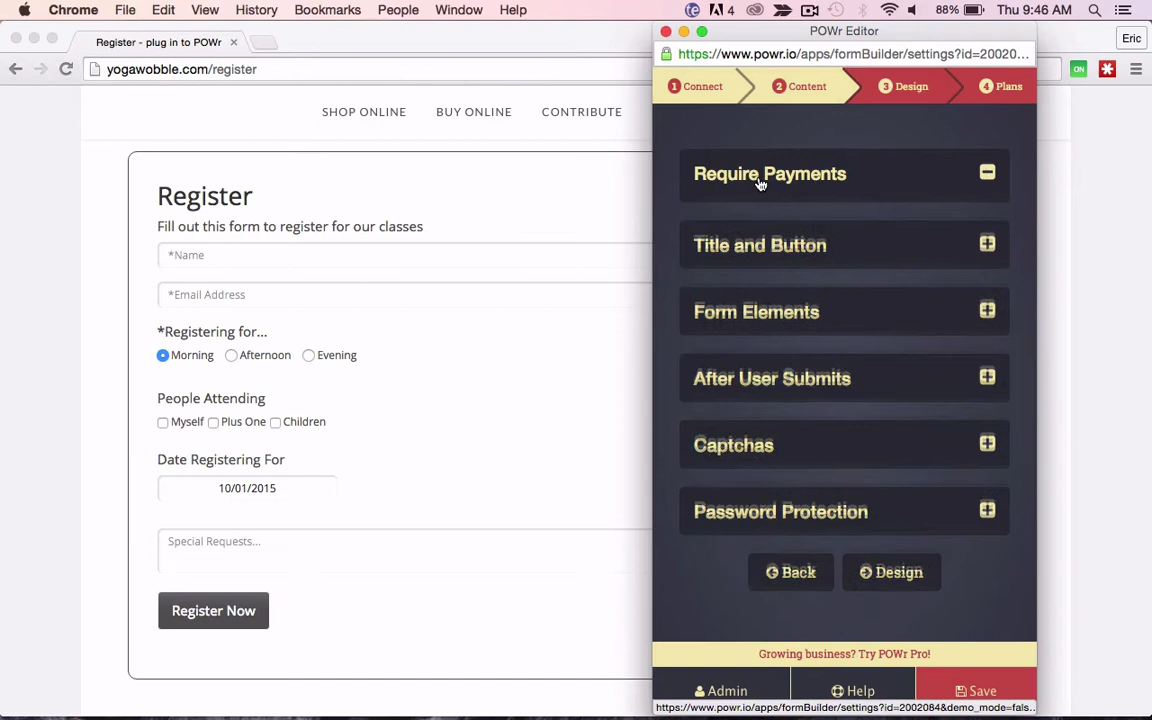 Chrome File Edit View History Bookmarks People Window Help 4 88% Thu 9:46 AM
Register - plug in to POWr
Eric
yogawobble.com/register
ON
SHOP ONLINE BUY ONLINE CONTRIBUTE
Register
Fill out this form to register for our classes
*Name
*Email Address
*Registering for...
Morning Afternoon Evening
People Attending
Myself Plus One Children
Date Registering For
10/01/2015
Special Requests...
Register Now
POWr Editor
https://www.powr.io/apps/formBuilder/settings?id=20020...
1 Connect 2 Content 3 Design 4 Plans
Require Payments
Title and Button
Form Elements
After User Submits
Captchas
Password Protection
Back Design
Growing business? Try POWr Pro!
Admin Help Save
https://www.powr.io/apps/formBuilder/settings?id=2002084&demo_mode=fals...